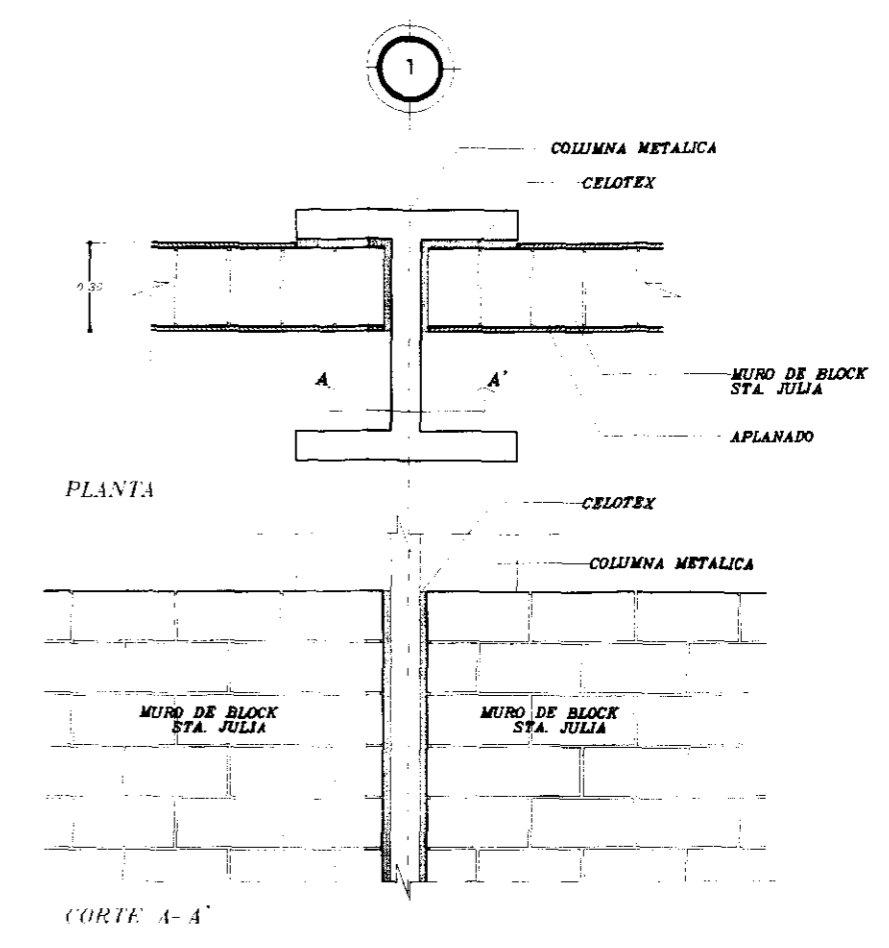 1
COLUMNA METALICA
CELOTEX
A
A'
MURO DE BLOCK
STA. JULIA
APLANADO
PLANTA
CELOTEX
COLUMNA METALICA
MURO DE BLOCK
STA. JULIA
MURO DE BLOCK
STA. JULIA
CORTE A-A'